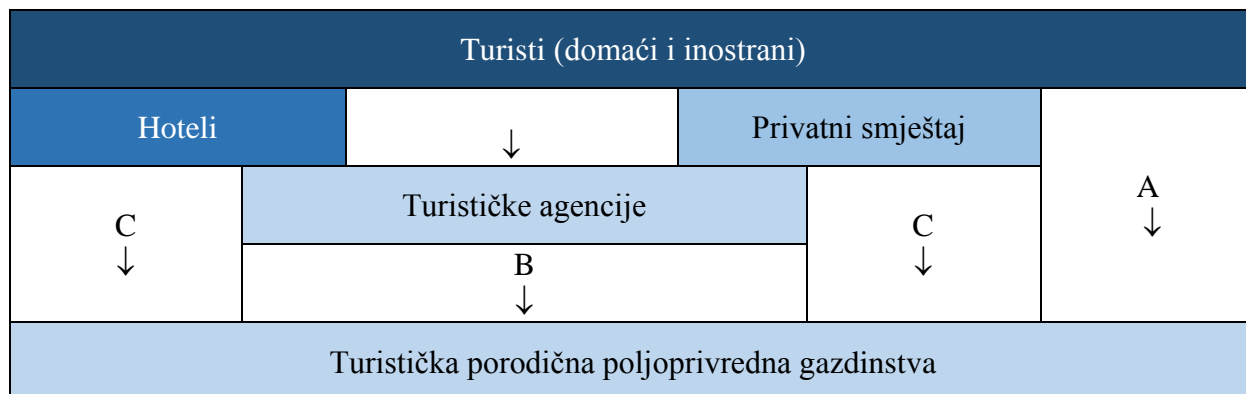 Turisti (domaći i inostrani)
Hoteli
↓
Privatni smještaj
A
↓
Turističke agencije
C
↓
C
↓
B
↓
Turistička porodična poljoprivredna gazdinstva